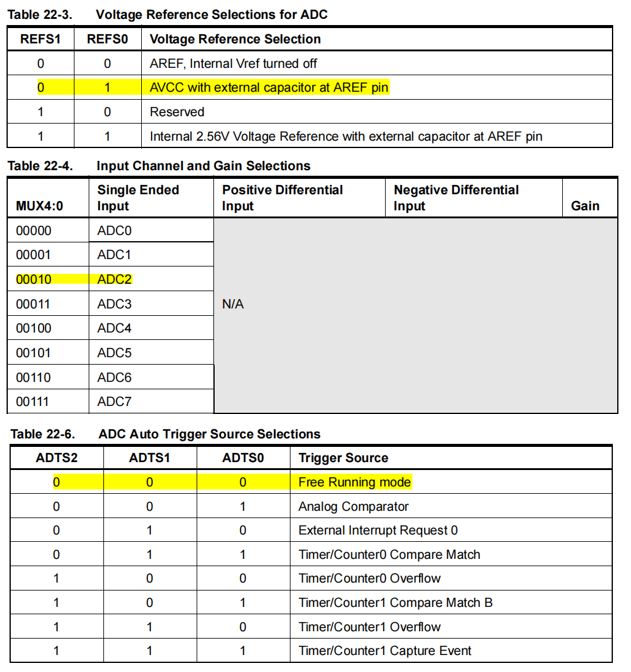 Table 22-3. Voltage Reference Selections for ADC
REFS1 REFS0 Voltage Reference Selection
0 0 AREF, Internal Vref turned off
0 1 AVCC with external capacitor at AREF pin
1 0 Reserved
1 1 Internal 2.56V Voltage Reference with external capacitor at AREF pin
Table 22-4. Input Channel and Gain Selections
MUX4:0 Single Ended Input Positive Differential Input Negative Differential Input Gain
00000 ADC0
00001 ADC1
00010 ADC2
00011 ADC3 N/A
00100 ADC4
00101 ADC5
00110 ADC6
00111 ADC7
Table 22-6. ADC Auto Trigger Source Selections
ADTS2 ADTS1 ADTS0 Trigger Source
0 0 0 Free Running mode
0 0 1 Analog Comparator
0 1 0 External Interrupt Request 0
0 1 1 Timer/Counter0 Compare Match
1 0 0 Timer/Counter0 Overflow
1 0 1 Timer/Counter1 Compare Match B
1 1 0 Timer/Counter1 Overflow
1 1 1 Timer/Counter1 Capture Event